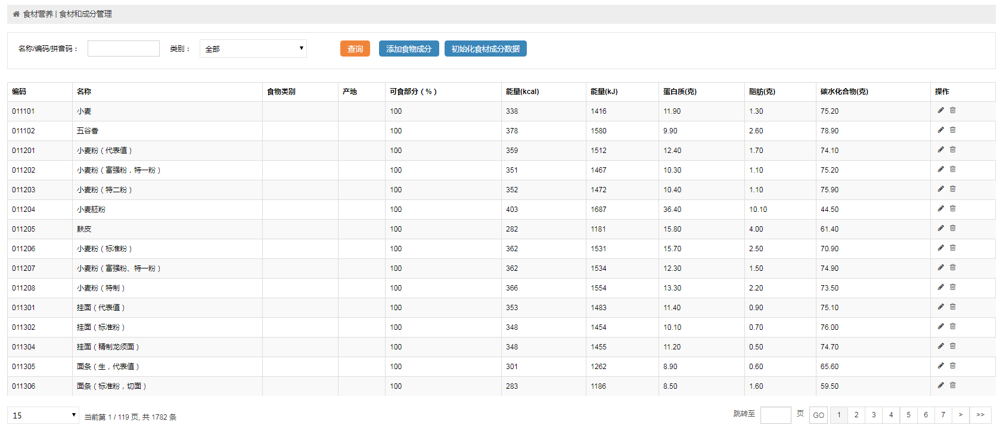 食材营养 | 食材和成分管理
名称/编码/拼音码： 类别： 全部 查询 添加食物成分 初始化食材成分数据
编码 名称 食物类别 产地 可食部分（%） 能量(kcal) 能量(kJ) 蛋白质(克) 脂肪(克) 碳水化合物(克) 操作
011101 小麦 100 338 1416 11.90 1.30 75.20
011102 五谷香 100 378 1580 9.90 2.60 78.90
011201 小麦粉（代表值） 100 359 1512 12.40 1.70 74.10
011202 小麦粉（富强粉，特一粉） 100 351 1467 10.30 1.10 75.20
011203 小麦粉（特二粉） 100 352 1472 10.40 1.10 75.90
011204 小麦胚粉 100 403 1687 36.40 10.10 44.50
011205 麸皮 100 282 1181 15.80 4.00 61.40
011206 小麦粉（标准粉） 100 362 1531 15.70 2.50 70.90
011207 小麦粉（富强粉、特一粉） 100 362 1534 12.30 1.50 74.90
011208 小麦粉（特制） 100 366 1554 13.30 2.20 73.50
011301 挂面（代表值） 100 353 1483 11.40 0.90 75.10
011302 挂面（标准粉） 100 348 1454 10.10 0.70 76.00
011304 挂面（精制龙须面） 100 348 1455 11.20 0.50 74.70
011305 面条（生，代表值） 100 301 1262 8.90 0.60 65.60
011306 面条（标准粉，切面） 100 283 1186 8.50 1.60 59.50
15 当前第 1 / 119 页, 共 1782 条 跳转至 页 GO 1 2 3 4 5 6 7 > >>